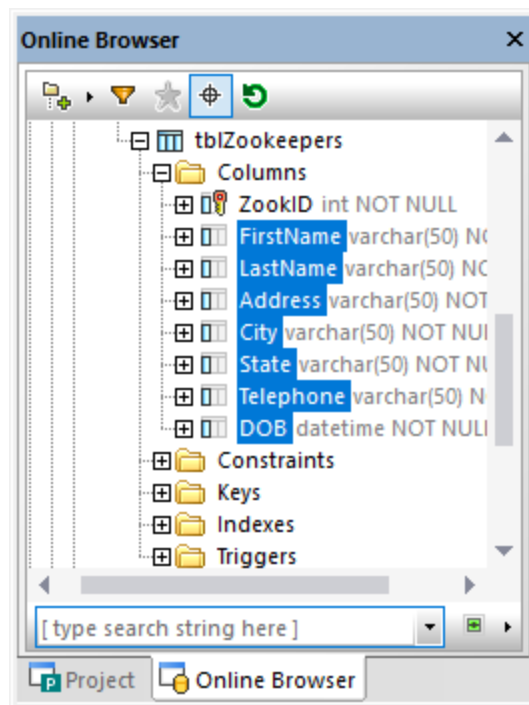 Online Browser
tblZookeepers
Columns
ZookID int NOT NULL
FirstName varchar(50)
LastName varchar(50)
Address varchar(50) NOT
City varchar(50) NOT
State varchar(50) NOT
Telephone varchar(50)
DOB datetime NOT
Constraints
Keys
Indexes
Triggers
[ type search string here ]
Project
Online Browser